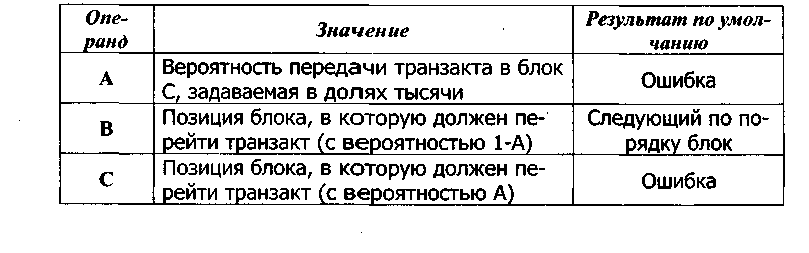 Опе-
ранд
Значение
Результат по умол-
чанию
А
Вероятность передачи транзакта в блок
С, задаваемая в долях тысячи
Ошибка
В
Позиция блока, в которую должен пе-
рейти транзакт (с вероятностью 1-А)
Следующий по по-
рядку блок
С
Позиция блока, в которую должен пе-
рейти транзакт (с вероятностью А)
Ошибка